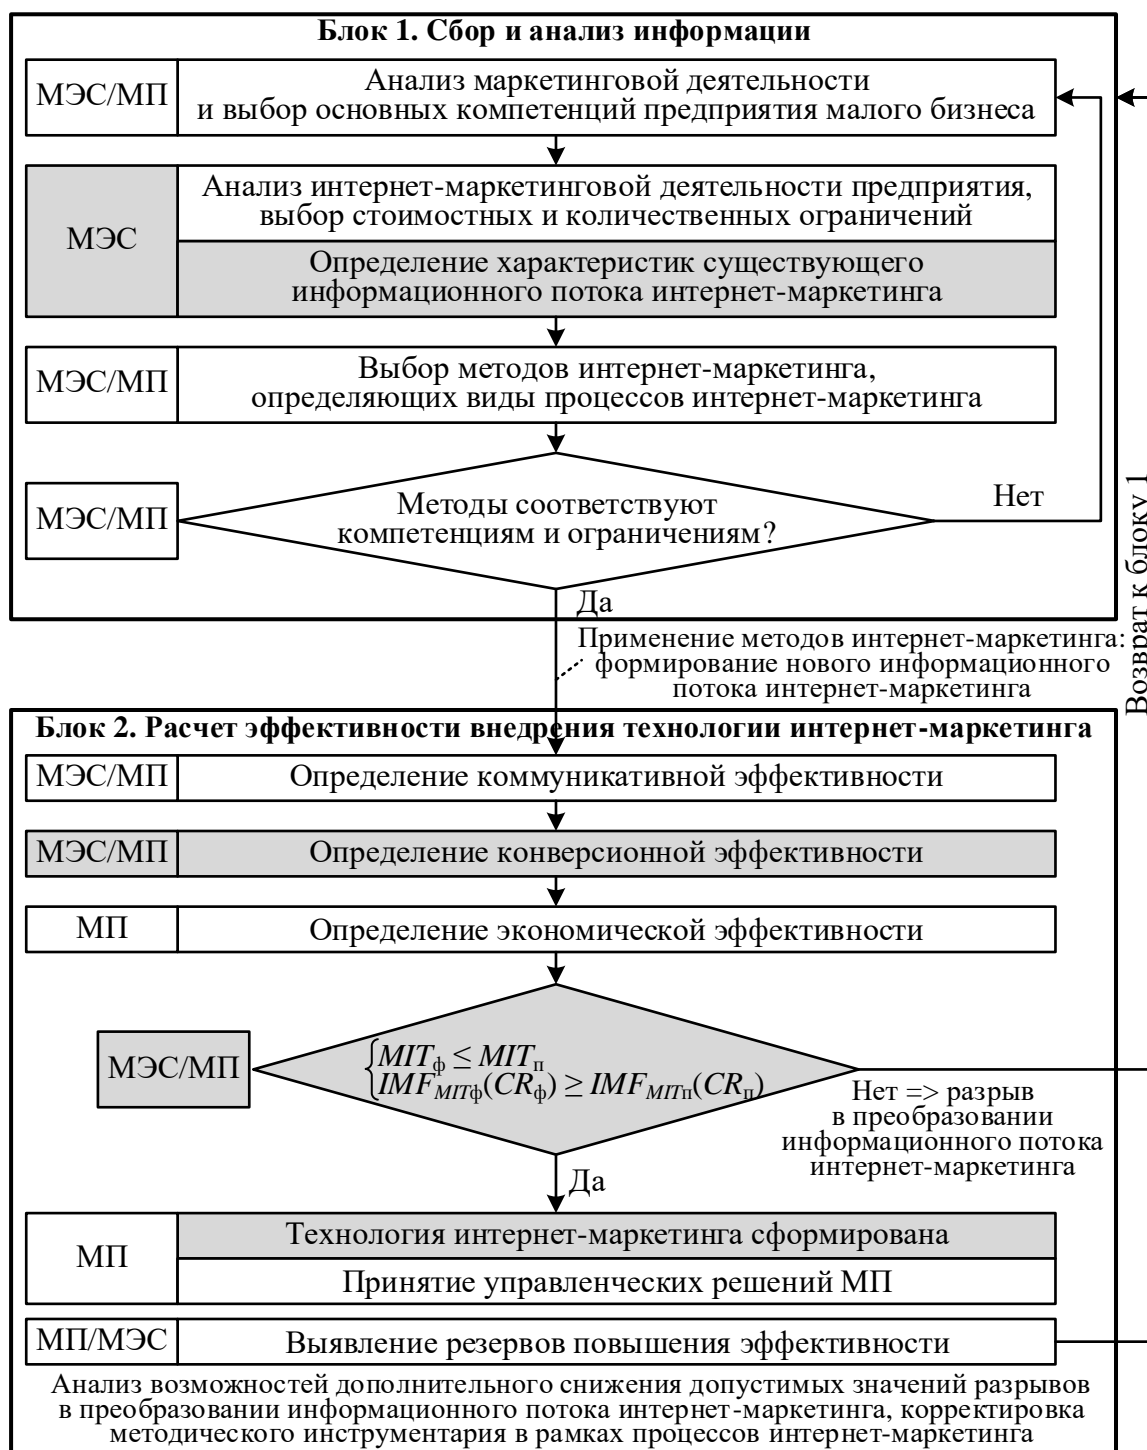 Блок 1. Сбор и анализ информации
МЭС/МП
Анализ маркетинговой деятельности
и выбор основных компетенций предприятия малого бизнеса
МЭС
Анализ интернет-маркетинговой деятельности предприятия,
выбор стоимостных и количественных ограничений
Определение характеристик существующего
информационного потока интернет-маркетинга
МЭС/МП
Выбор методов интернет-маркетинга,
определяющих виды процессов интернет-маркетинга
МЭС/МП
Методы соответствуют
компетенциям и ограничениям?
Нет
Да
Возврат к блоку 1
Применение методов интернет-маркетинга:
формирование нового информационного
потока интернет-маркетинга
Блок 2. Расчет эффективности внедрения технологии интернет-маркетинга
МЭС/МП
Определение коммуникативной эффективности
МЭС/МП
Определение конверсионной эффективности
МП
Определение экономической эффективности
МЭС/МП
MITф ≤ MITп
IMFMITф(CRф) ≥ IMFMITп(CRп)
Нет => разрыв
в преобразовании
информационного потока
интернет-маркетинга
Да
МП
Технология интернет-маркетинга сформирована
Принятие управленческих решений МП
МП/МЭС
Выявление резервов повышения эффективности
Анализ возможностей дополнительного снижения допустимых значений разрывов
в преобразовании информационного потока интернет-маркетинга, корректировка
методического инструментария в рамках процессов интернет-маркетинга